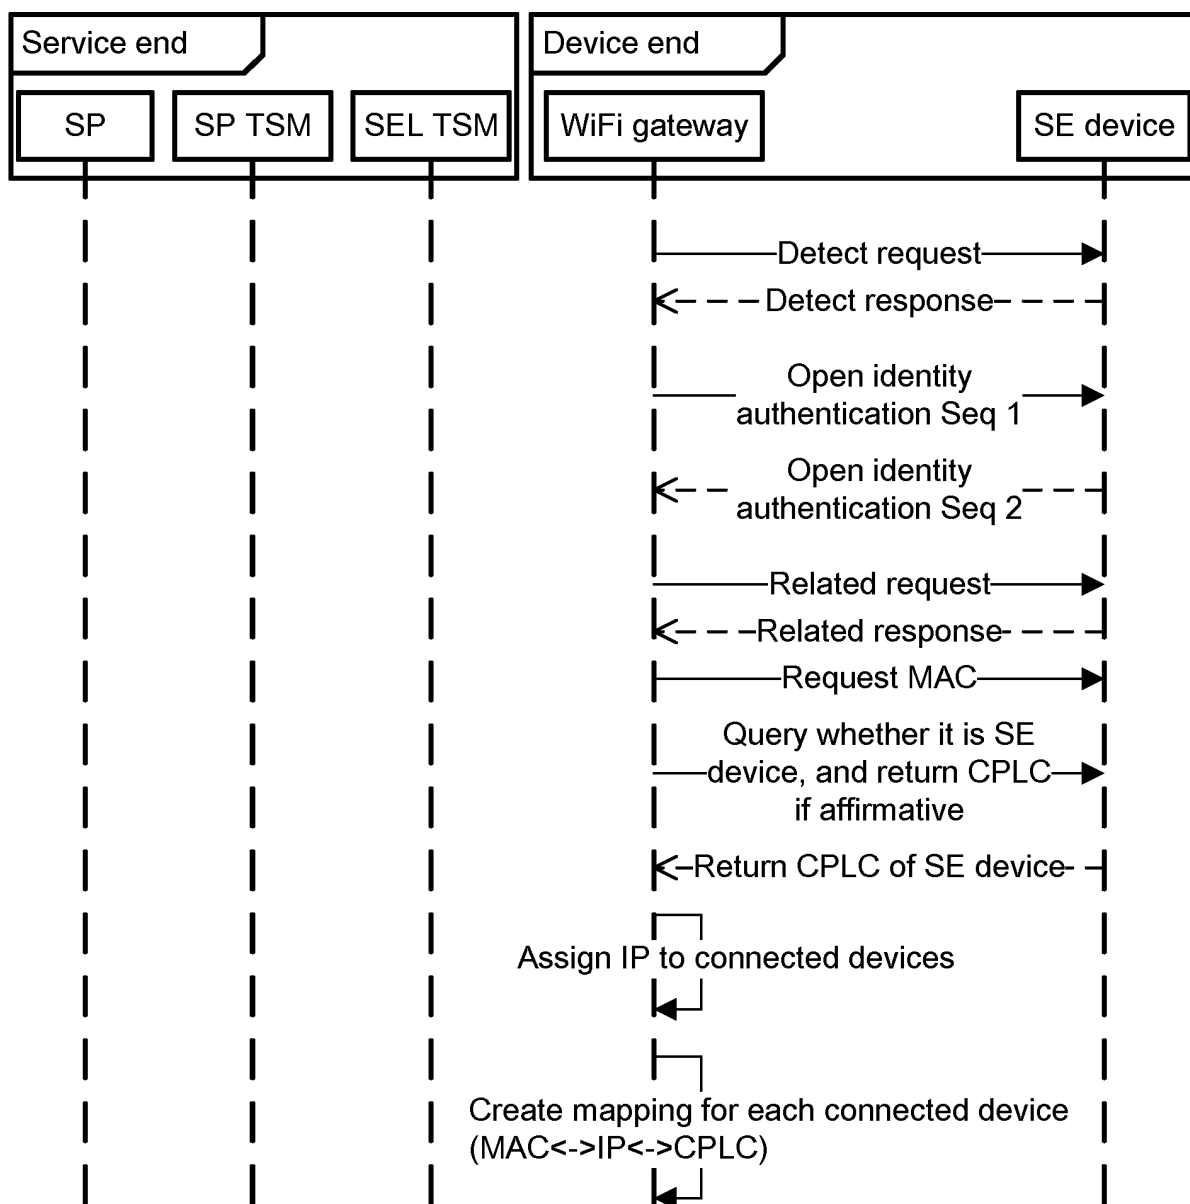 Service end
Device end
SP
SP TSM
SEL TSM
WiFi gateway
SE device
Detect request
Detect response
Open identity
authentication Seq 1
Open identity
authentication Seq 2
Related request
Related response
Request MAC
Query whether it is SE
device, and return CPLC
if affirmative
Return CPLC of SE device
Assign IP to connected devices
Create mapping for each connected device
(MAC<->IP<->CPLC)